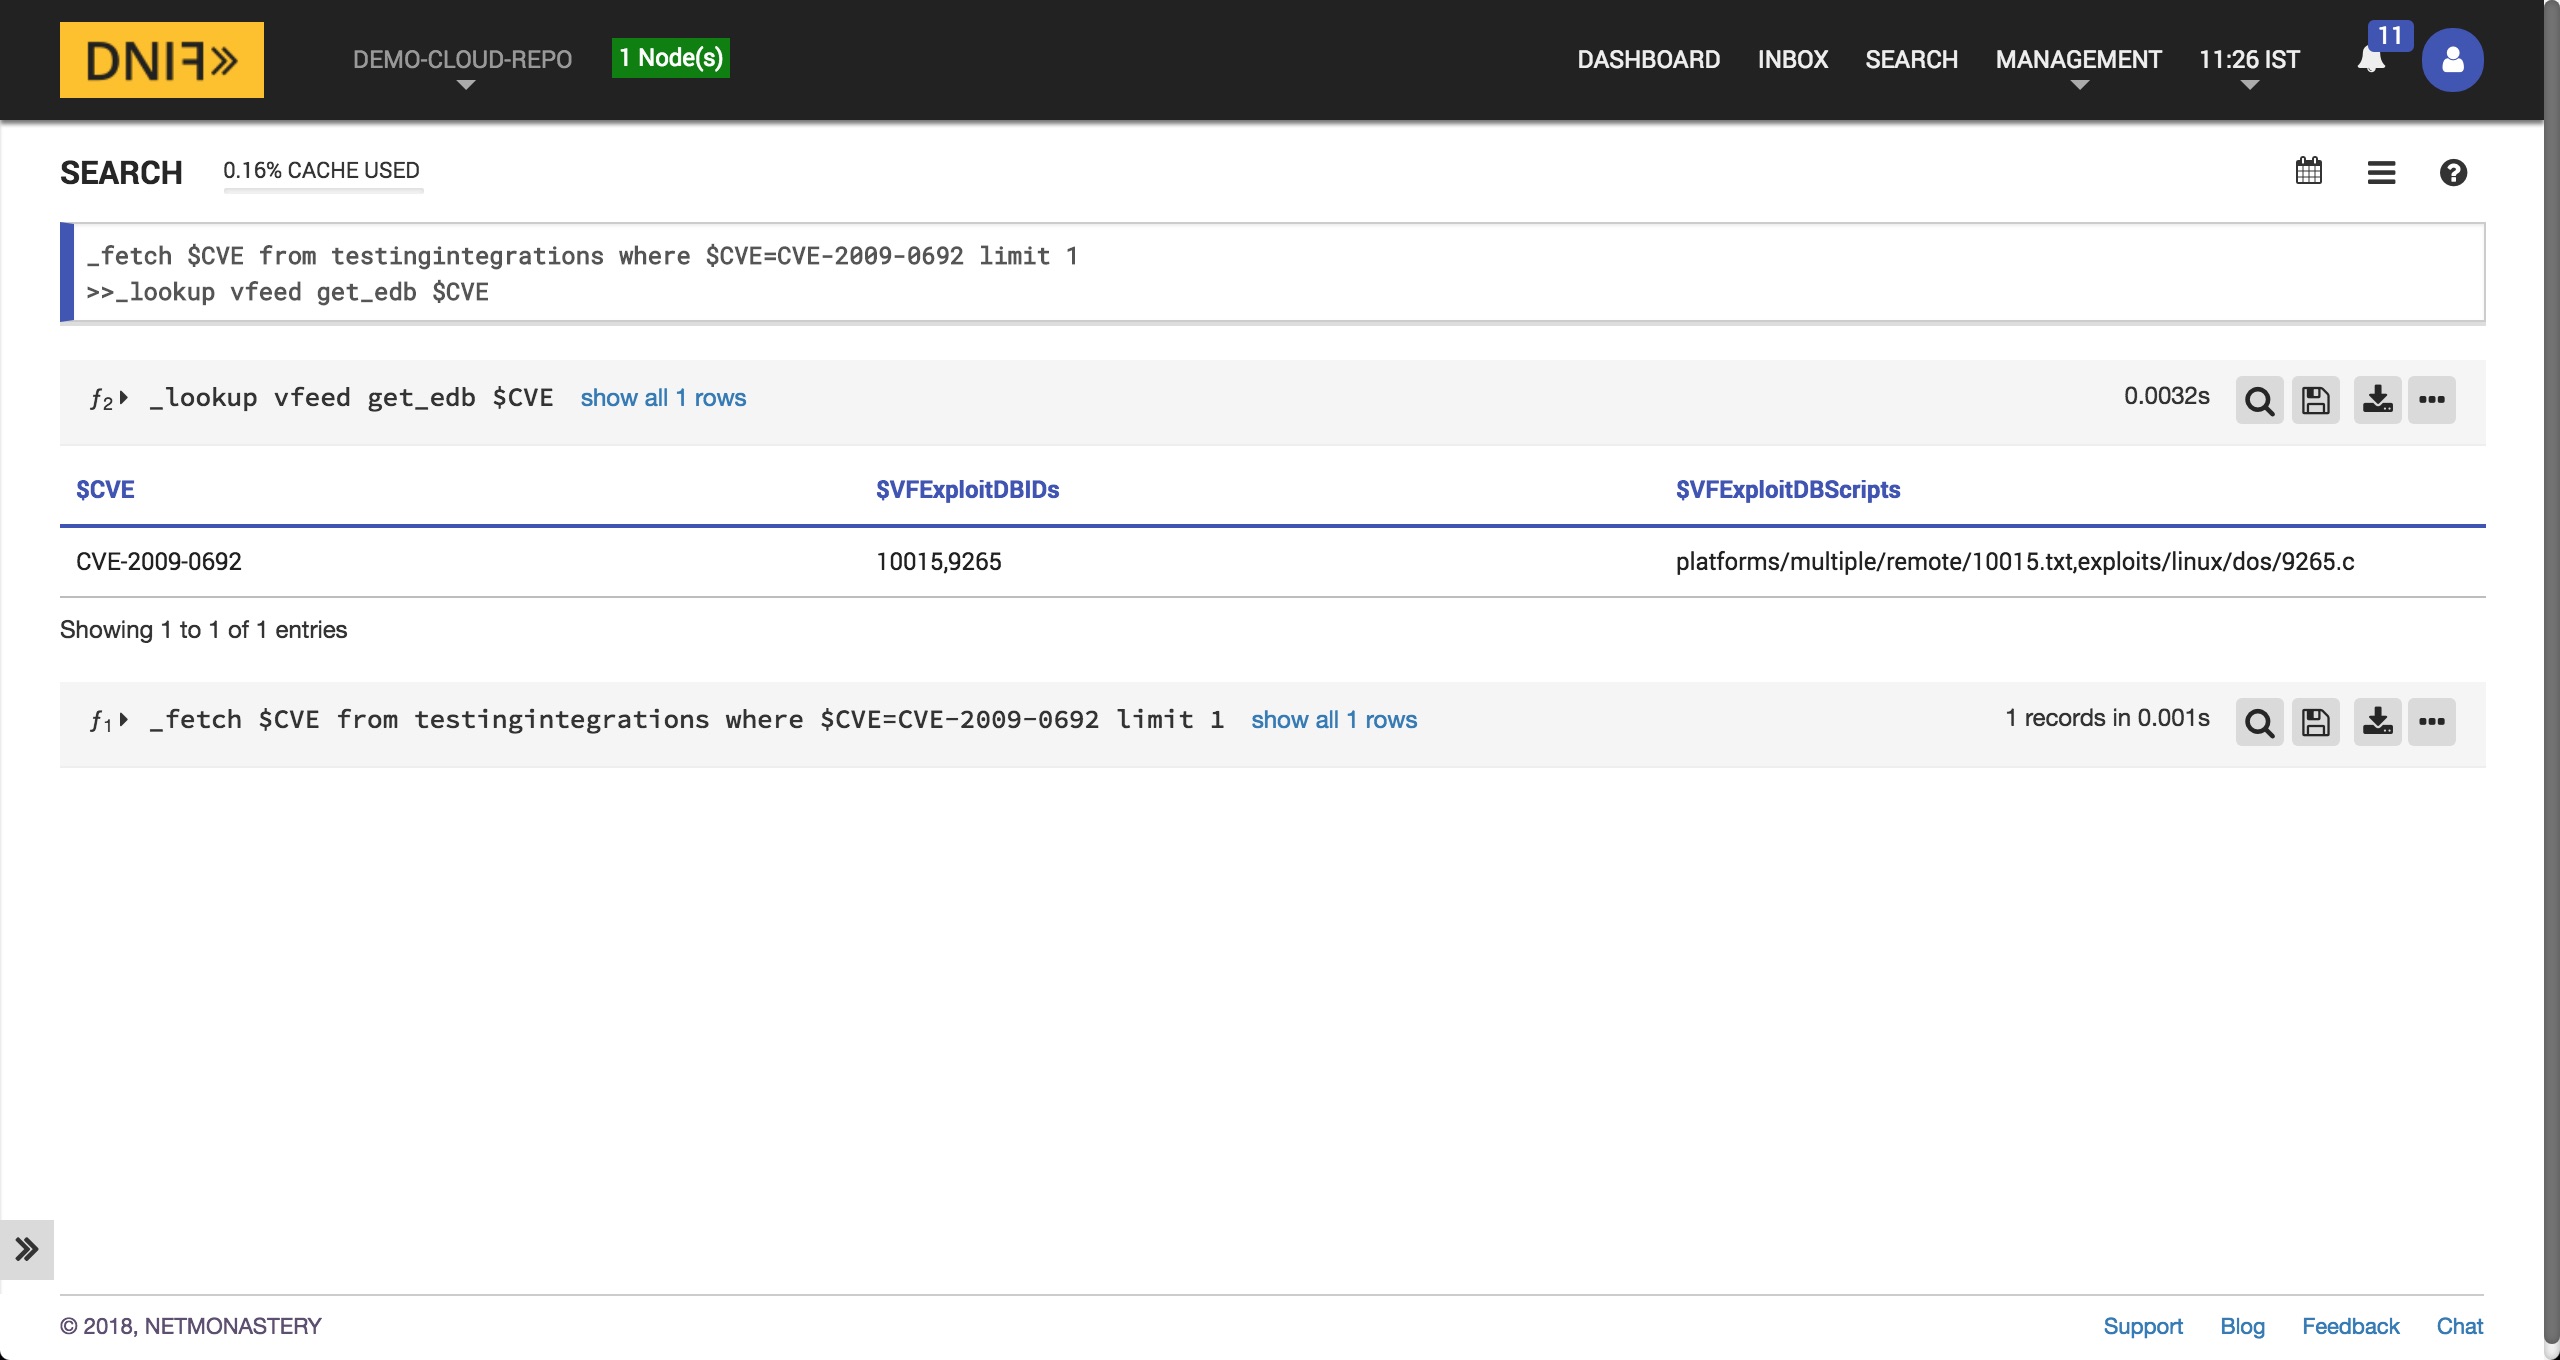 DNIF»
DEMO-CLOUD-REPO
1 Node(s)
DASHBOARD
INBOX
SEARCH
MANAGEMENT
11:26 IST
11
SEARCH
0.16% CACHE USED
_fetch $CVE from testingintegrations where $CVE=CVE-2009-0692 limit 1
>>_lookup vfeed get_edb $CVE
ƒ2 _lookup vfeed get_edb $CVE show all 1 rows
0.0032s
$CVE
$VFExploitDBIDs
$VFExploitDBScripts
CVE-2009-0692
10015,9265
platforms/multiple/remote/10015.txt,exploits/linux/dos/9265.c
Showing 1 to 1 of 1 entries
ƒ1 _fetch $CVE from testingintegrations where $CVE=CVE-2009-0692 limit 1 show all 1 rows
1 records in 0.001s
© 2018, NETMONASTERY
Support
Blog
Feedback
Chat